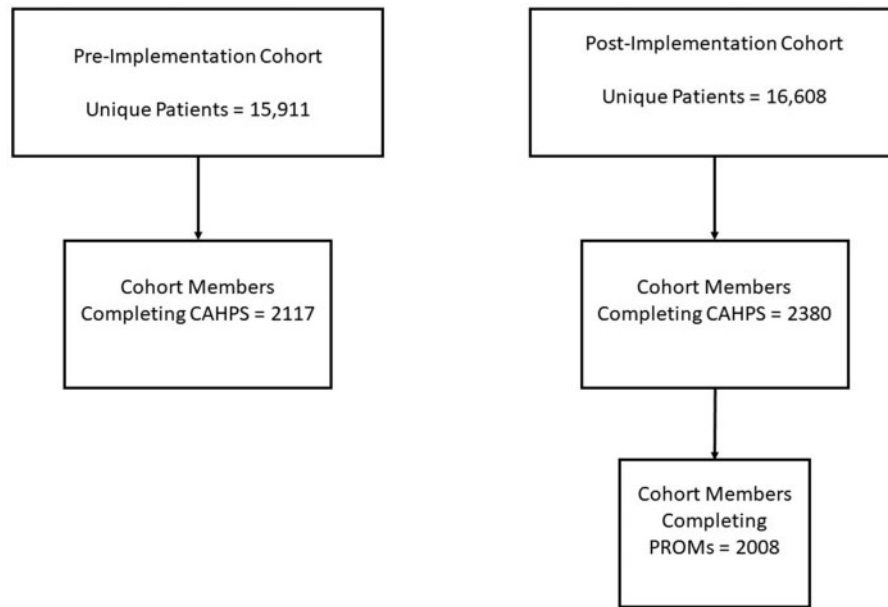 Pre-Implementation Cohort
Unique Patients = 15,911
Cohort Members
Completing CAHPS = 2117
Post-Implementation Cohort
Unique Patients = 16,608
Cohort Members
Completing CAHPS = 2380
Cohort Members
Completing
PROMs = 2008